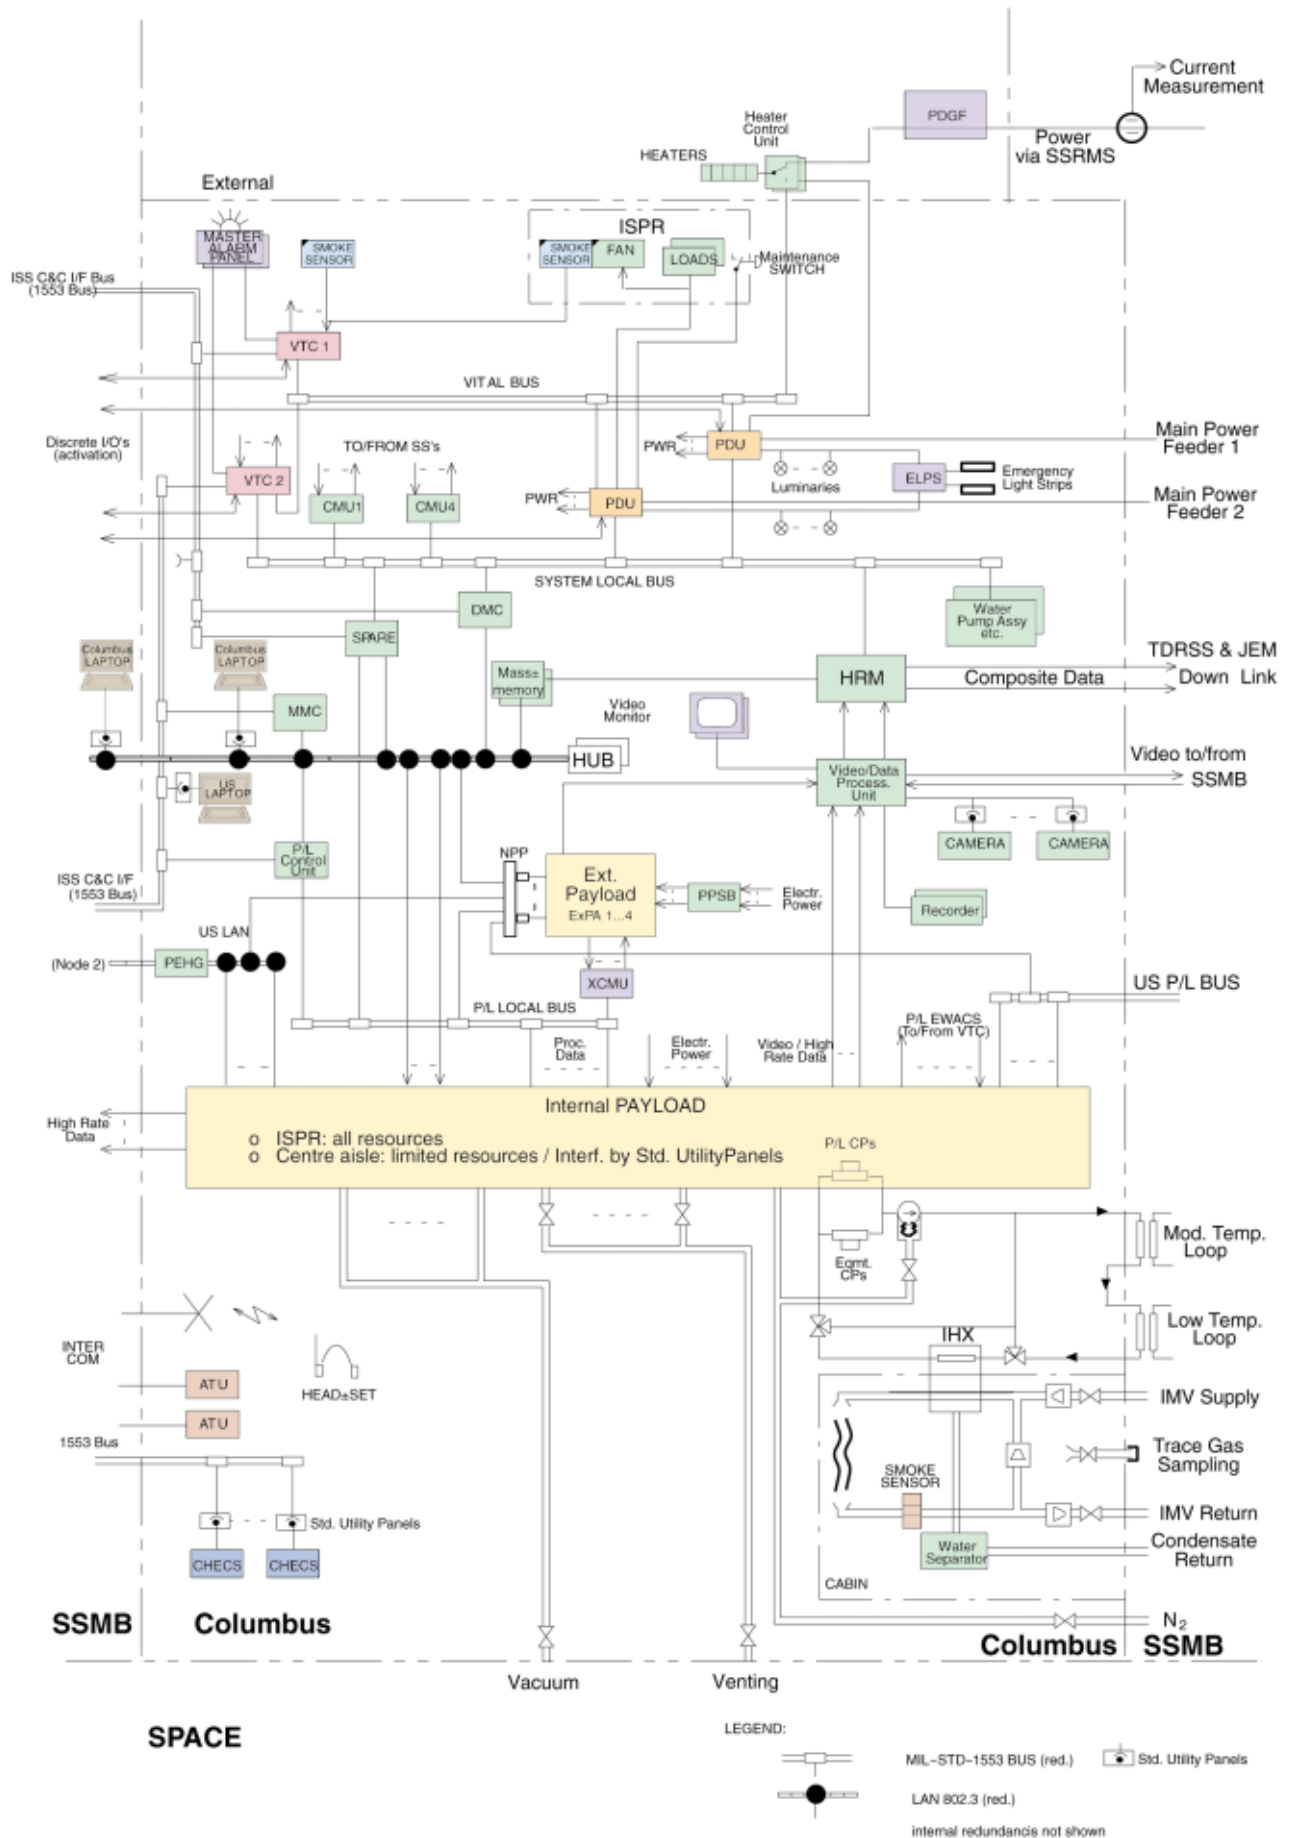 Current
Measurement
PDGF
Power
via SSRMS
Heater
Control
Unit
HEATERS
External
ISPR
MASTER
ALABM
PANEL
SMOKE
SENSOR
SMOKE
SENSOR
FAN
LOADS
Maintenance
SWITCH
ISS C&C I/F Bus
(1553 Bus)
VTC 1
VITAL BUS
Discrete I/O's
(activation)
TO/FROM SS's
PWR
PDU
Main Power
Feeder 1
VTC 2
CMU1
CMU4
PWR
PDU
Luminaries
ELPS
Emergency
Light Strips
Main Power
Feeder 2
SYSTEM LOCAL BUS
DMC
SPARE
Water
Pump Assy
etc.
Columbus
LAPTOP
Columbus
LAPTOP
Mass±
memory
HRM
TDRSS & JEM
Composite Data
Down Link
MMC
Video
Monitor
HUB
Video to/from
SSMB
US
LAPTOP
Video/Data
Process.
Unit
CAMERA
CAMERA
P/L
Control
Unit
NPP
Ext.
Payload
ExPA 1...4
PPSB
Electr.
Power
Recorder
ISS C&C I/F
(1553 Bus)
US LAN
(Node 2)
PEHG
XCMU
US P/L BUS
P/L LOCAL BUS
Proc.
Data
Electr.
Power
Video / High
Rate Data
P/L EWACS
(To/From VTC)
Internal PAYLOAD
High Rate
Data
o ISPR: all resources
o Centre aisle: limited resources / Interf. by Std. UtilityPanels
P/L CPs
Eqmt.
CPs
Mod. Temp.
Loop
Low Temp.
Loop
IHX
INTER
COM
ATU
HEAD±SET
ATU
1553 Bus
IMV Supply
Trace Gas
Sampling
SMOKE
SENSOR
IMV Return
Std. Utility Panels
CHECS
CHECS
Water
Separator
Condensate
Return
CABIN
SSMB
Columbus
N2
Columbus
SSMB
Vacuum
Venting
SPACE
LEGEND:
MIL-STD-1553 BUS (red.)
Std. Utility Panels
LAN 802.3 (red.)
internal redundancis not shown